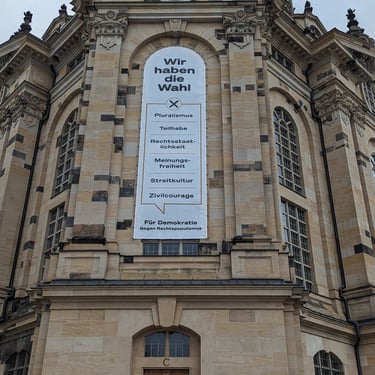 Wir
haben
die
Wahl
Pluralismus
Teilhabe
Rechtsstaat-
lichkeit
Meinungs-
freiheit
Streitkultur
Zivilcourage
Für Demokratie
Gegen Rechtspopulismus
C